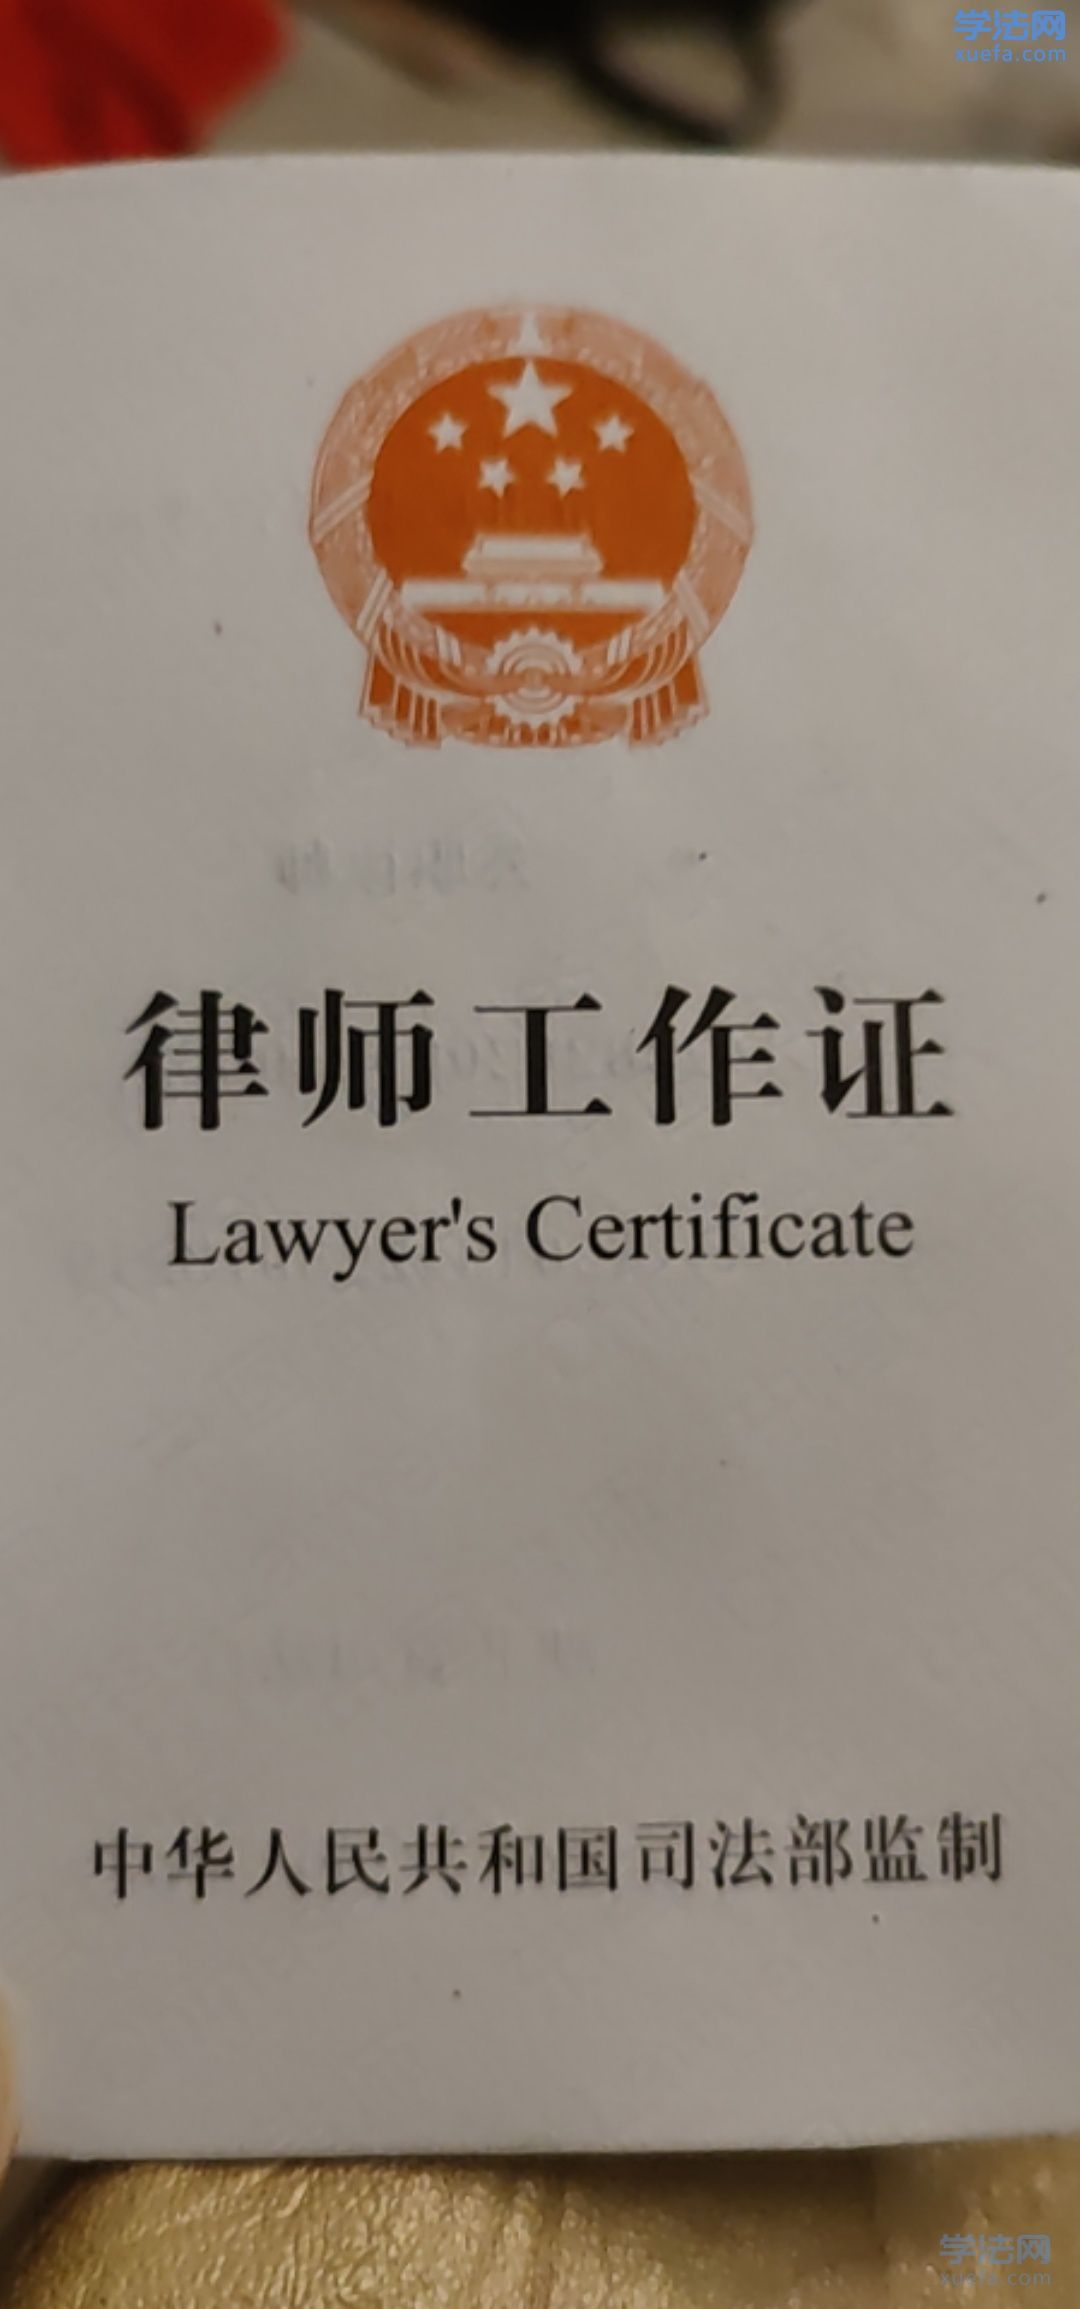 学法网
xuefa.com
律师工作证
Lawyer's Certificate
中华人民共和国司法部监制
学法网
xuefa.com